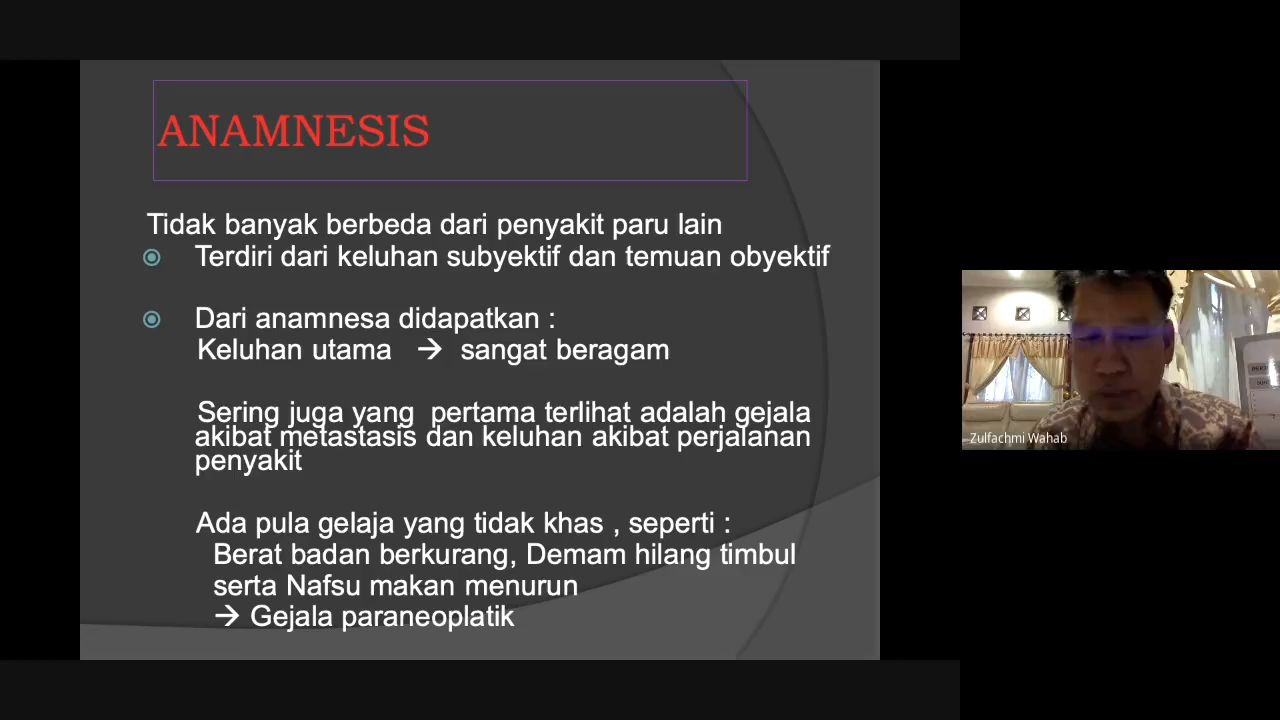 ANAMNESIS
Tidak banyak berbeda dari penyakit paru lain
Terdiri dari keluhan subyektif dan temuan obyektif
Dari anamnesa didapatkan :
Keluhan utama → sangat beragam
Sering juga yang pertama terlihat adalah gejala
akibat metastasis dan keluhan akibat perjalanan
penyakit
Ada pula gelaja yang tidak khas , seperti :
Berat badan berkurang, Demam hilang timbul
serta Nafsu makan menurun
→ Gejala paraneoplatik
Zulfachmi Wahab